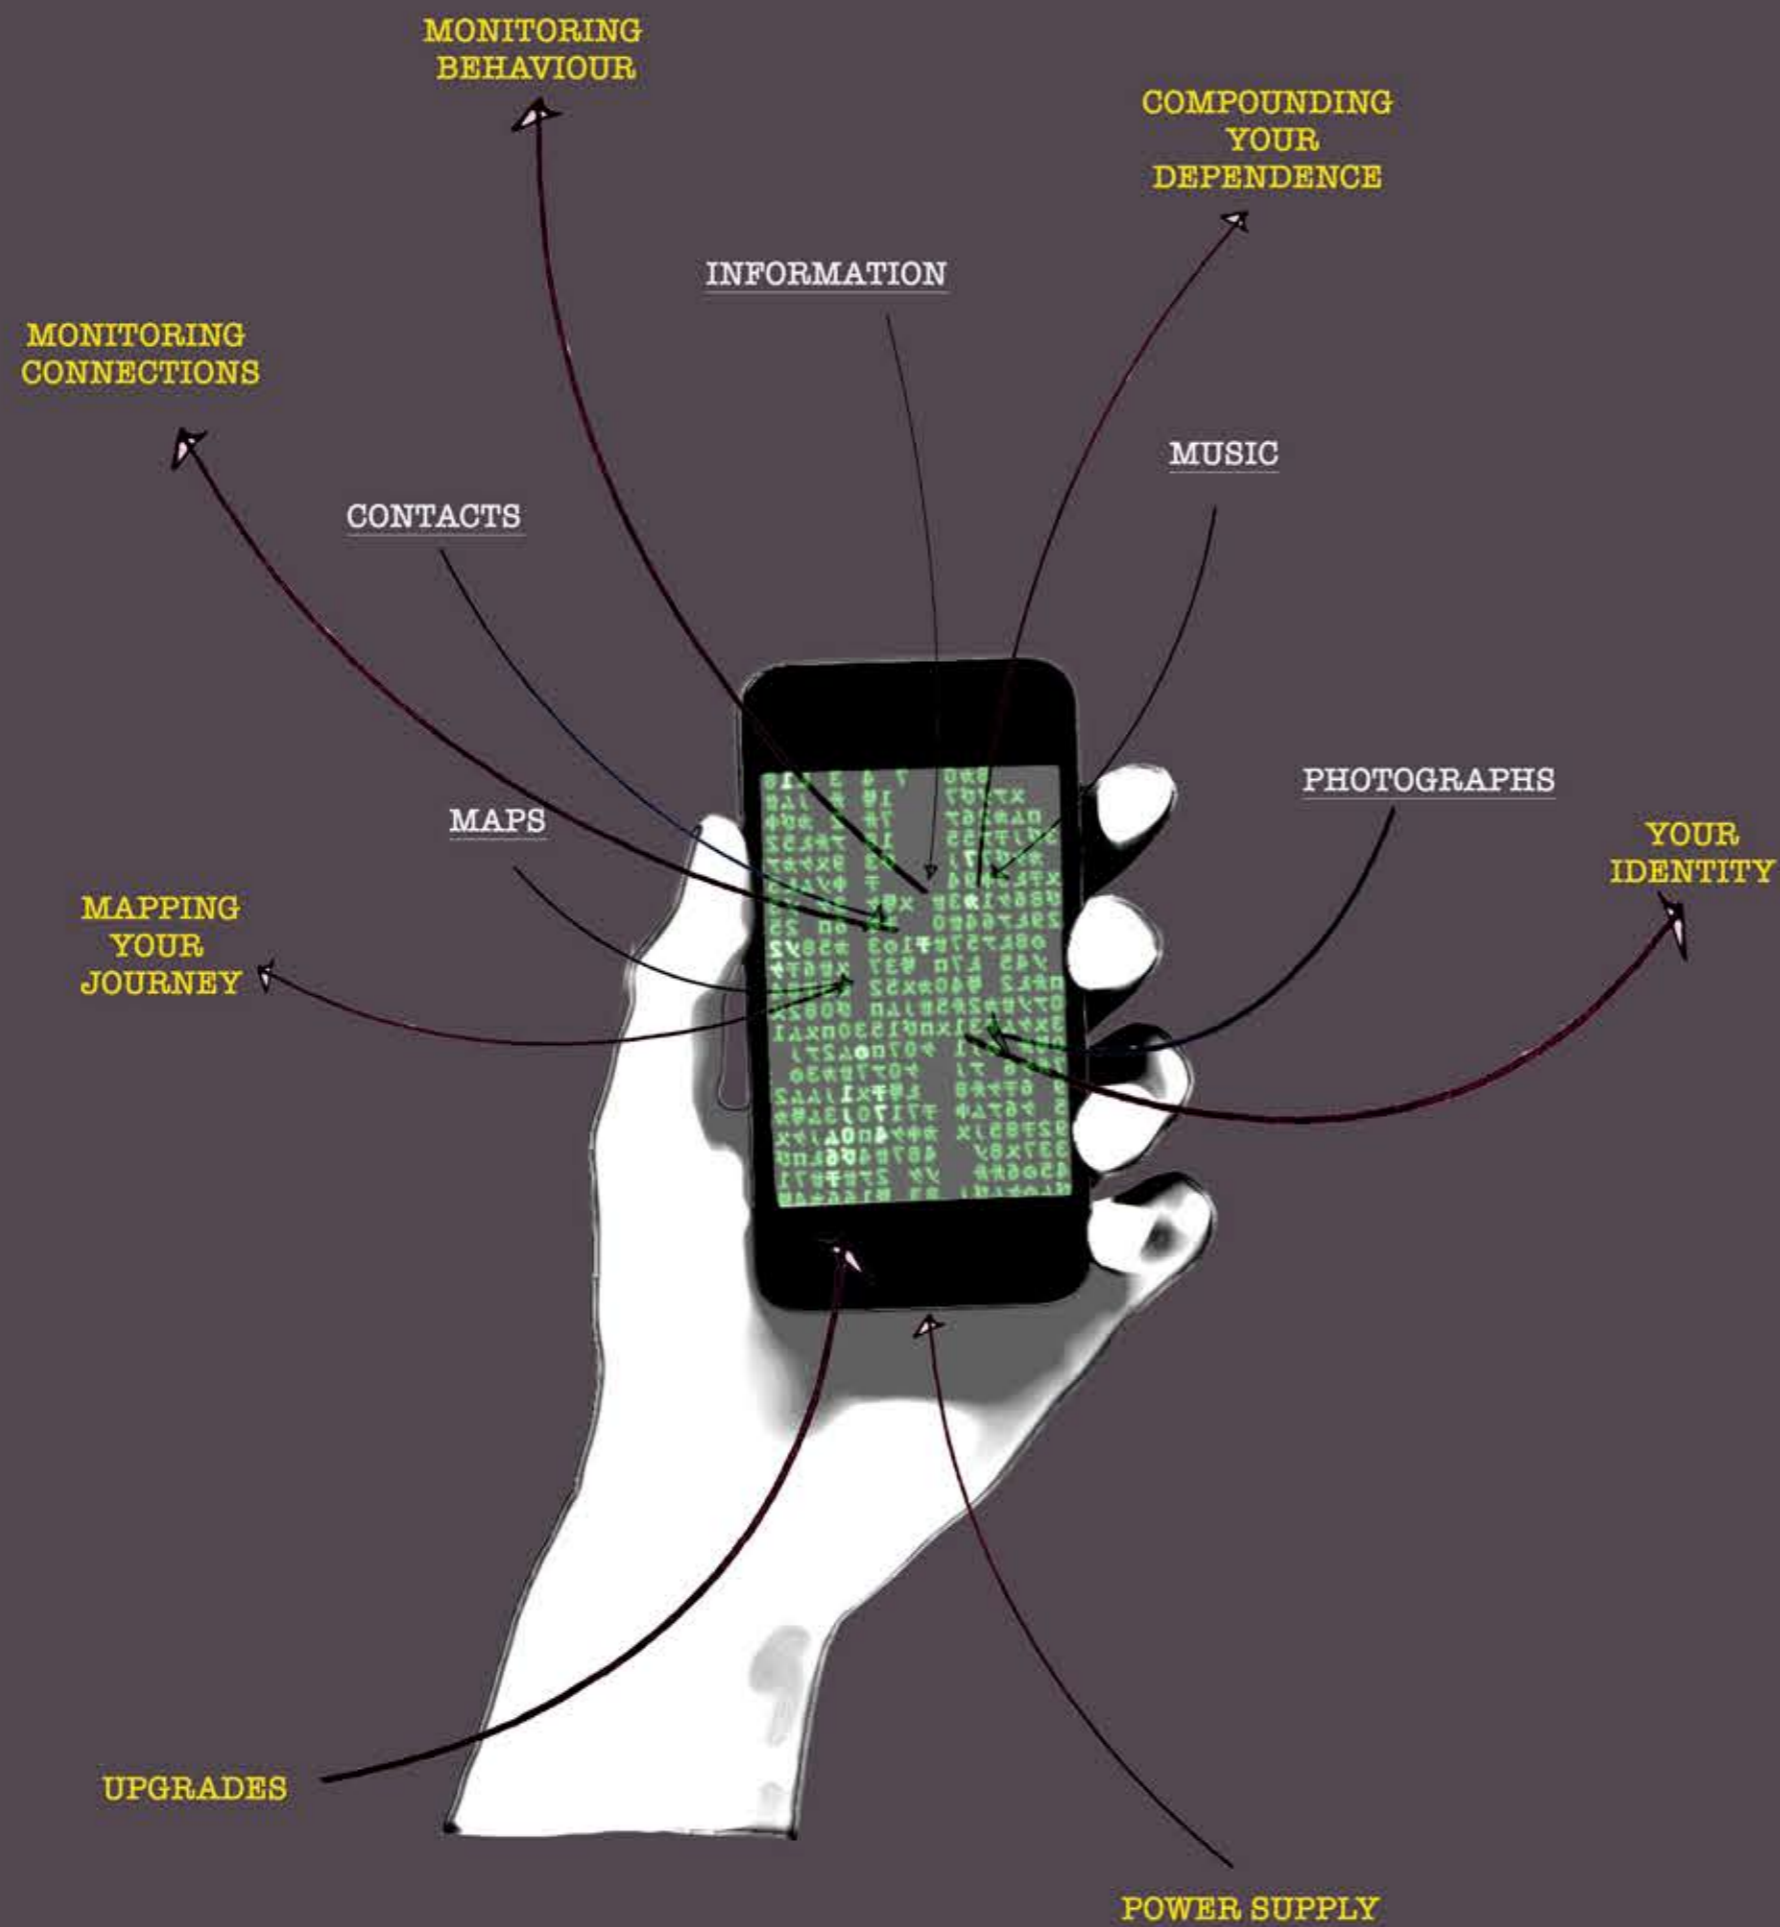 MONITORING
BEHAVIOUR
COMPOUNDING
YOUR
DEPENDENCE
INFORMATION
MONITORING
CONNECTIONS
MUSIC
CONTACTS
PHOTOGRAPHS
MAPS
YOUR
IDENTITY
MAPPING
YOUR
JOURNEY
UPGRADES
POWER SUPPLY